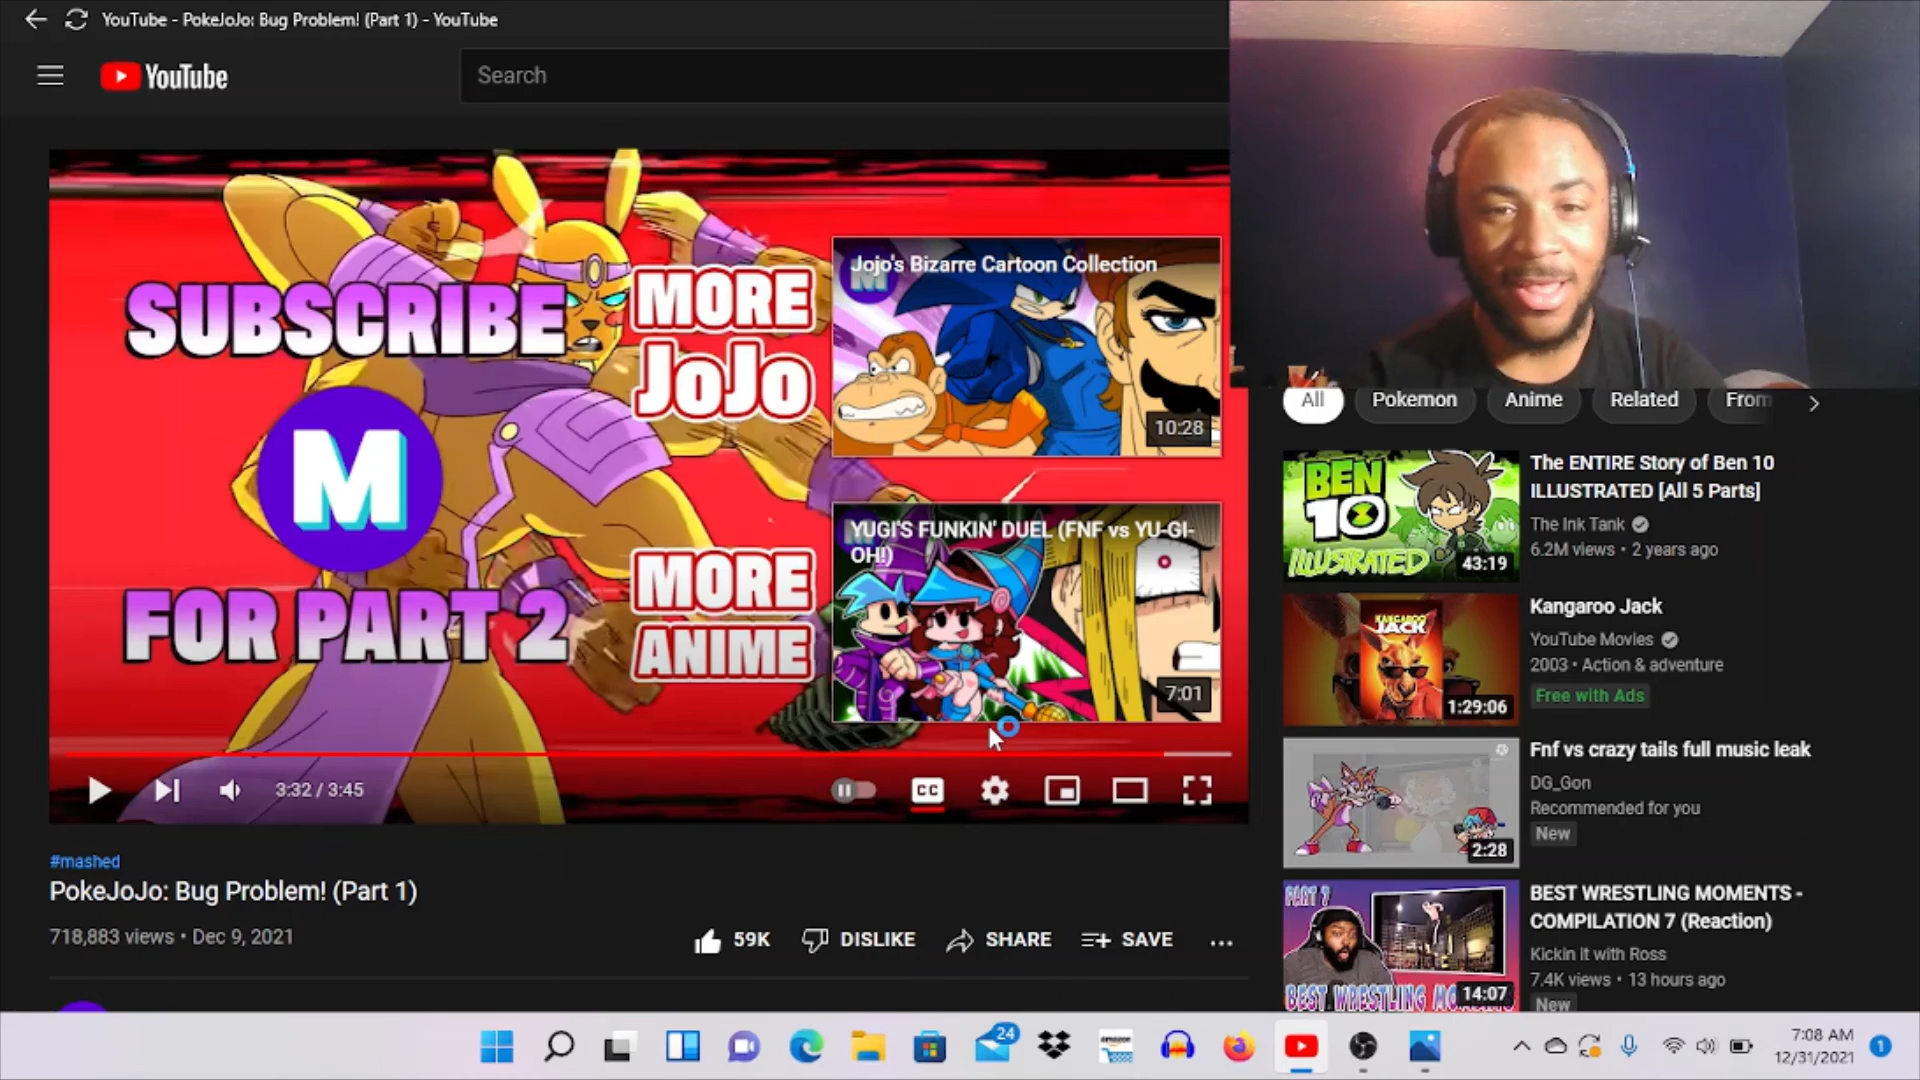 YouTube - PokeJoJo: Bug Problem! (Part 1) - YouTube
YouTube
Search
SUBSCRIBE
M
FOR PART 2
MORE
JoJo
Jojo's Bizarre Cartoon Collection
10:28
MORE
ANIME
YUGI'S FUNKIN' DUEL (FNF vs YU-GI-
OH!)
7:01
3:32 / 3:45
CC
#mashed
PokeJoJo: Bug Problem! (Part 1)
718,883 views • Dec 9, 2021
59K
DISLIKE
SHARE
SAVE
All
Pokemon
Anime
Related
From
BEN
10
ILLUSTRATED
43:19
The ENTIRE Story of Ben 10
ILLUSTRATED [All 5 Parts]
The Ink Tank
6.2M views • 2 years ago
KANGAROO
JACK
1:29:06
Kangaroo Jack
YouTube Movies
2003 • Action & adventure
Free with Ads
2:28
Fnf vs crazy tails full music leak
DG_Gon
Recommended for you
New
PART 7
BEST WRESTLING MO
14:07
BEST WRESTLING MOMENTS -
COMPILATION 7 (Reaction)
Kickin it with Ross
7.4K views • 13 hours ago
New
24
amazon
7:08 AM
12/31/2021
1